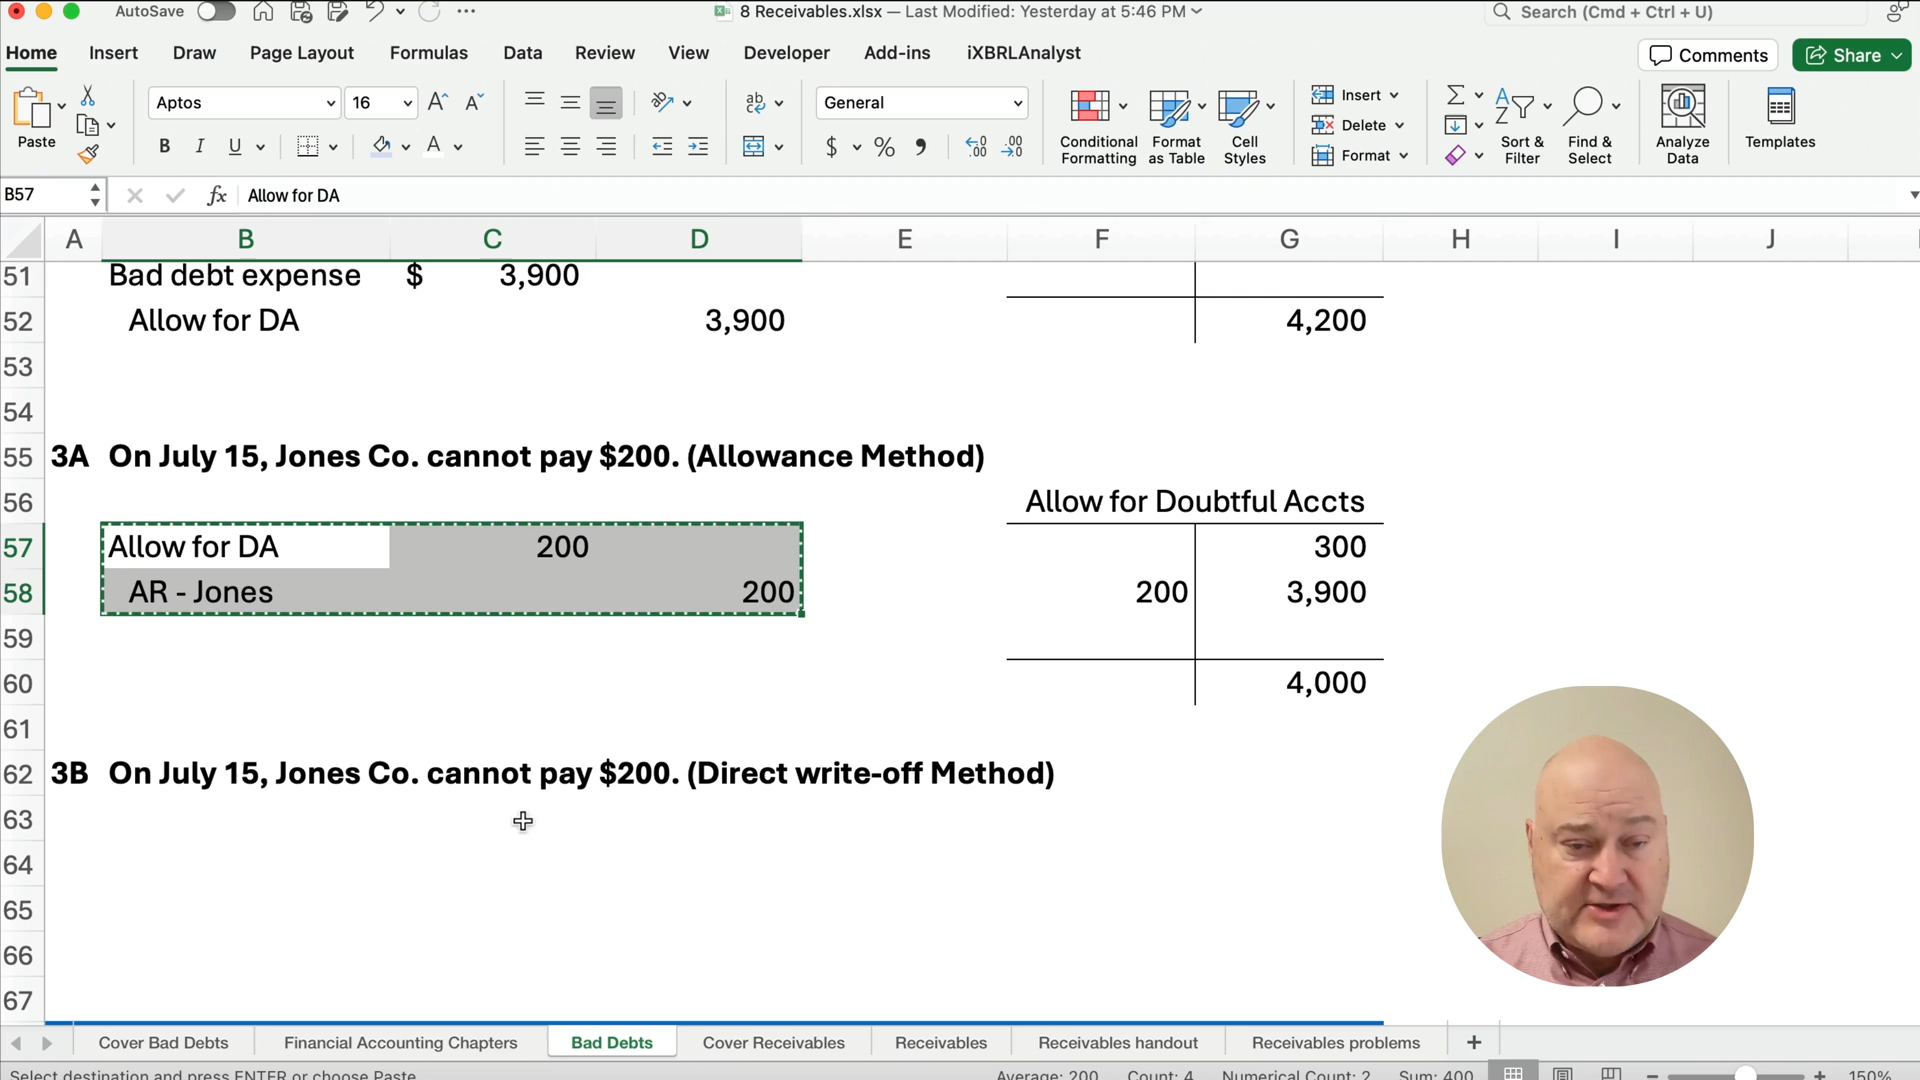 AutoSave
8 Receivables.xlsx — Last Modified: Yesterday at 5:46 PM
Search (Cmd + Ctrl + U)
Home Insert Draw Page Layout Formulas Data Review View Developer Add-ins iXBRLAnalyst
Comments Share
Paste
Aptos 16
B I U
ab
General
$ % 9
Conditional Formatting
Format as Table
Cell Styles
Insert
Delete
Format
Sort & Filter
Find & Select
Analyze Data
Templates
B57 fx Allow for DA
A B C D E F G H I J
51 Bad debt expense $ 3,900
52 Allow for DA 3,900 4,200
53
54
55 3A On July 15, Jones Co. cannot pay $200. (Allowance Method)
56 Allow for Doubtful Accts
57 Allow for DA 200 300
58 AR - Jones 200 200 3,900
59
60 4,000
61
62 3B On July 15, Jones Co. cannot pay $200. (Direct write-off Method)
63
64
65
66
67
Cover Bad Debts Financial Accounting Chapters Bad Debts Cover Receivables Receivables Receivables handout Receivables problems +
Select destination and press ENTER or choose Paste Average: 200 Count: 4 Numerical Count: 2 Sum: 400 150%